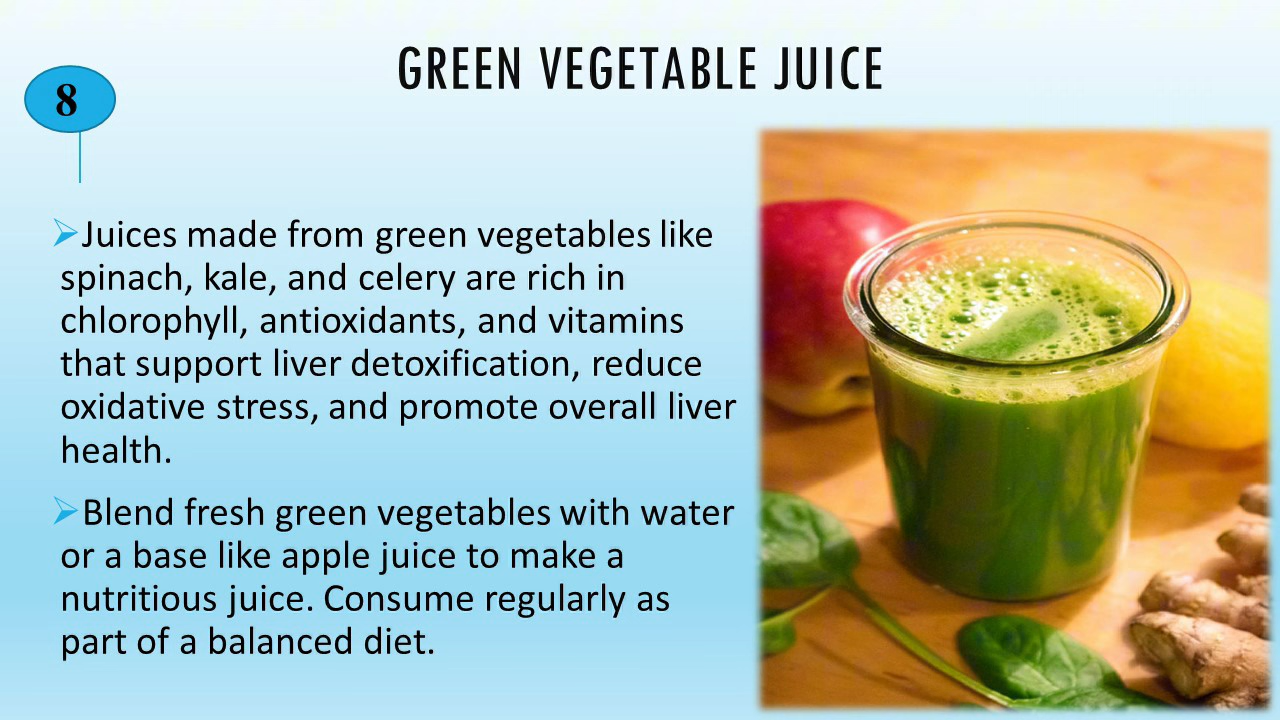 GREEN VEGETABLE JUICE
8
➢Juices made from green vegetables like
spinach, kale, and celery are rich in
chlorophyll, antioxidants, and vitamins
that support liver detoxification, reduce
oxidative stress, and promote overall liver
health.
➢Blend fresh green vegetables with water
or a base like apple juice to make a
nutritious juice. Consume regularly as
part of a balanced diet.